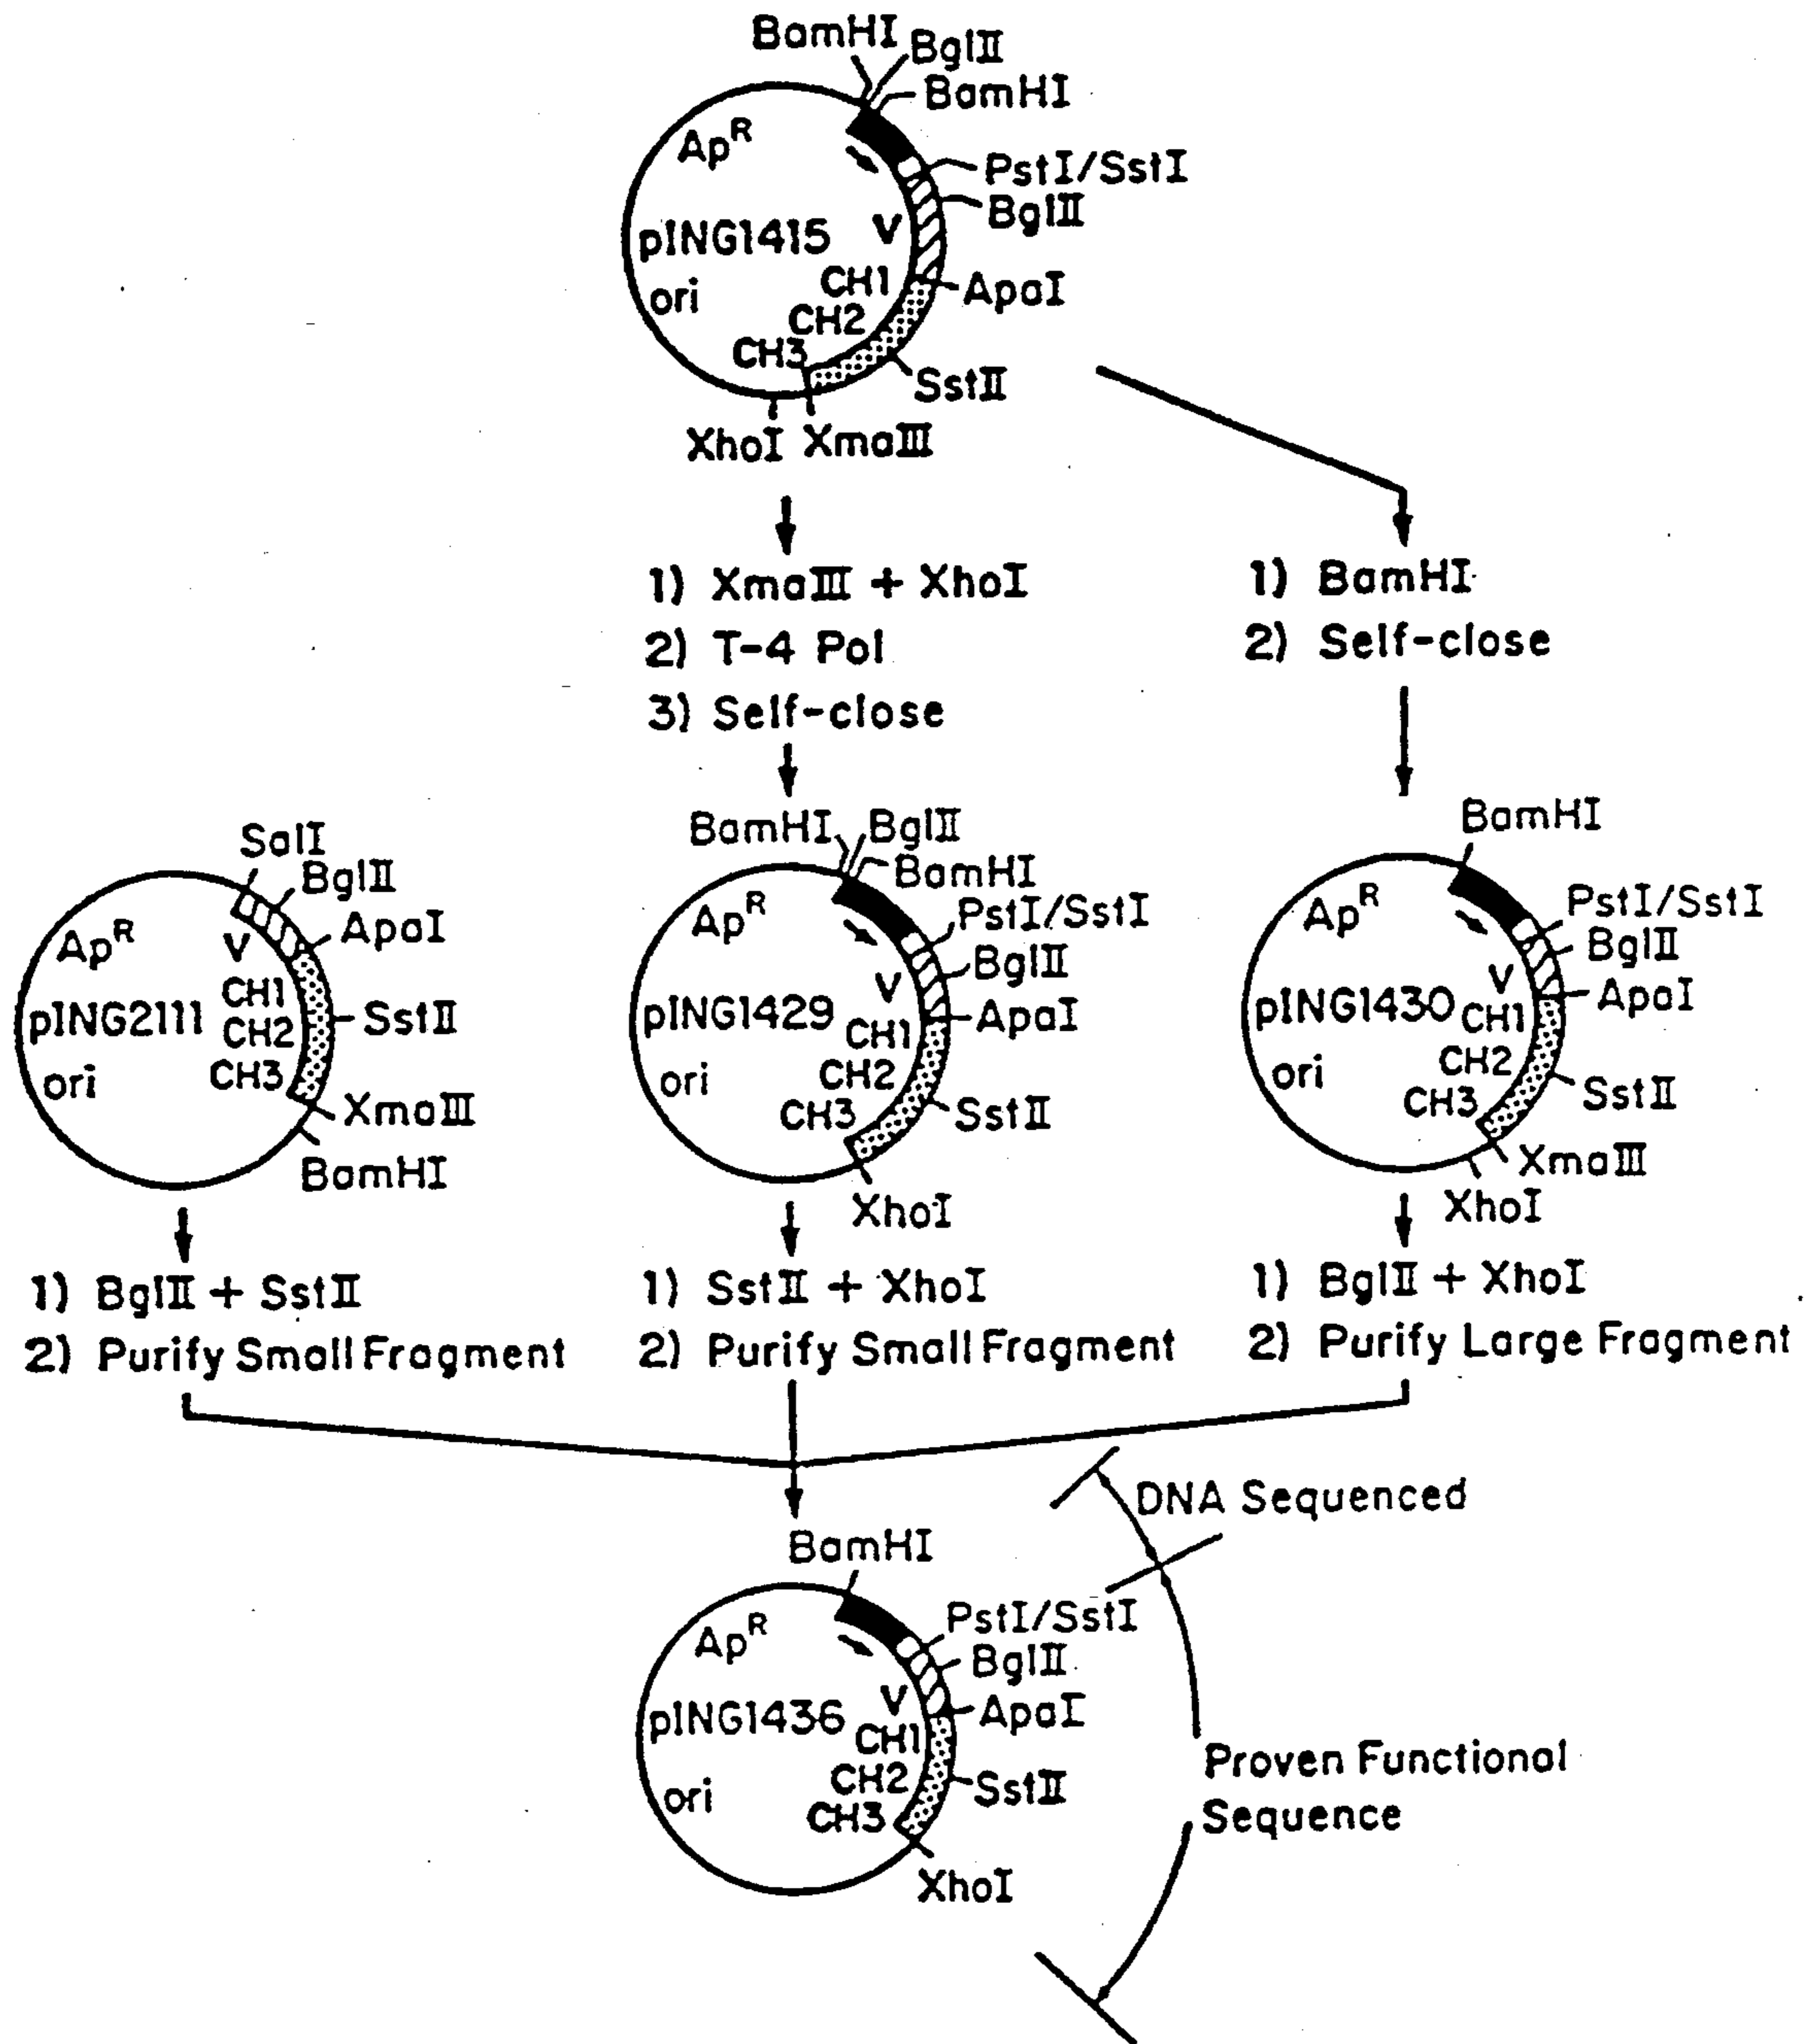 BamHI
BglII
BamHI
Ap^R
PstI/SstI
BglII
pING1415
V
CH1
ApaI
ori
CH2
CH3
SstII
XhoI XmaIII
1) XmaIII + XhoI
2) T-4 Pol
3) Self-close
1) BamHI
2) Self-close
SalI
BglII
Ap^R
ApaI
V
CH1
pING2111
CH2
SstII
ori
CH3
XmaIII
BamHI
BamHI
BglII
BamHI
Ap^R
PstI/SstI
BglII
V
pING1429
CH1
ApaI
ori
CH2
CH3
SstII
XhoI
BamHI
Ap^R
PstI/SstI
BglII
V
ApaI
pING1430
CH1
CH2
ori
CH3
SstII
XmaIII
XhoI
1) BglII + SstII
2) Purify Small Fragment
1) SstII + XhoI
2) Purify Small Fragment
1) BglII + XhoI
2) Purify Large Fragment
DNA Sequenced
BamHI
Ap^R
PstI/SstI
BglII
V
ApaI
pING1436
CH1
CH2
SstII
ori
CH3
XhoI
Proven Functional
Sequence